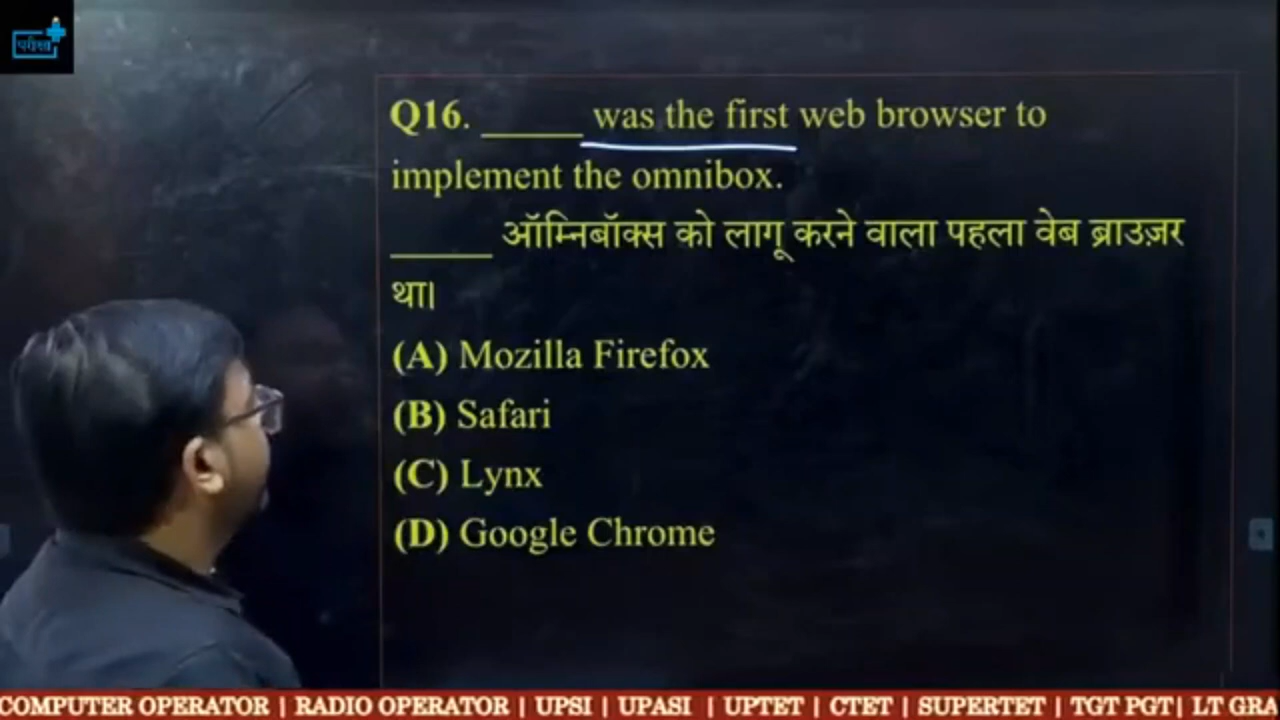 परीक्षा
Q16. _____ was the first web browser to
implement the omnibox.
_____ ऑम्निबॉक्स को लागू करने वाला पहला वेब ब्राउज़र
था।
(A) Mozilla Firefox
(B) Safari
(C) Lynx
(D) Google Chrome
COMPUTER OPERATOR | RADIO OPERATOR | UPSI | UPASI | UPTET | CTET | SUPERTET | TGT PGT| LT GRA